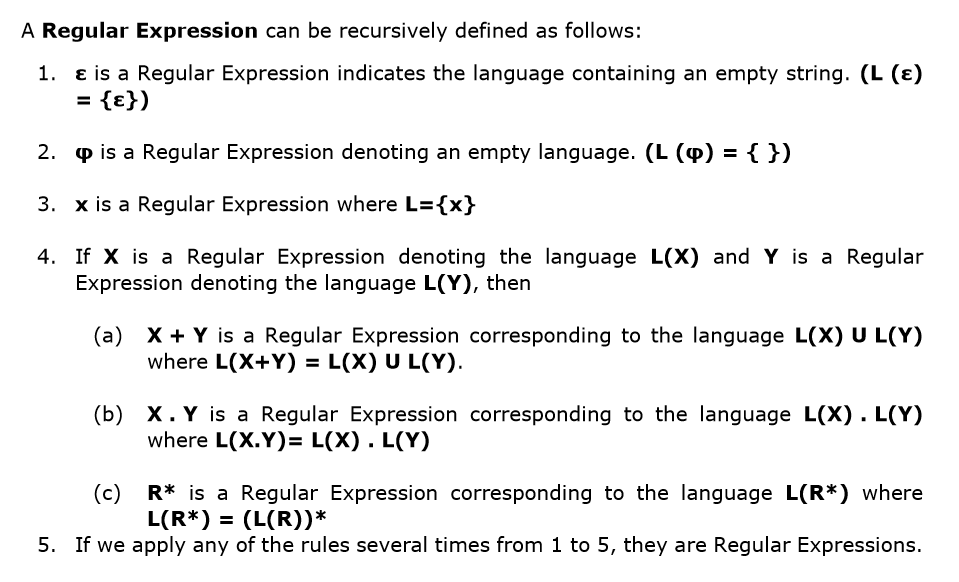 A Regular Expression can be recursively defined as follows:
1. ε is a Regular Expression indicates the language containing an empty string. (L (ε)
= {ε})
2. φ is a Regular Expression denoting an empty language. (L (φ) = { })
3. x is a Regular Expression where L={x}
4. If X is a Regular Expression denoting the language L(X) and Y is a Regular
Expression denoting the language L(Y), then
(a) X + Y is a Regular Expression corresponding to the language L(X) U L(Y)
where L(X+Y) = L(X) U L(Y).
(b) X . Y is a Regular Expression corresponding to the language L(X) . L(Y)
where L(X.Y)= L(X) . L(Y)
(c) R* is a Regular Expression corresponding to the language L(R*) where
L(R*) = (L(R))*
5. If we apply any of the rules several times from 1 to 5, they are Regular Expressions.